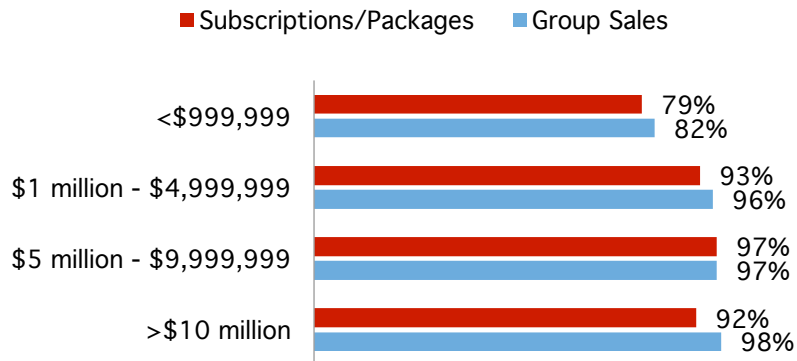 Subscriptions/Packages Group Sales
<$999,999 79%
82%
$1 million - $4,999,999 93%
96%
$5 million - $9,999,999 97%
97%
>$10 million 92%
98%